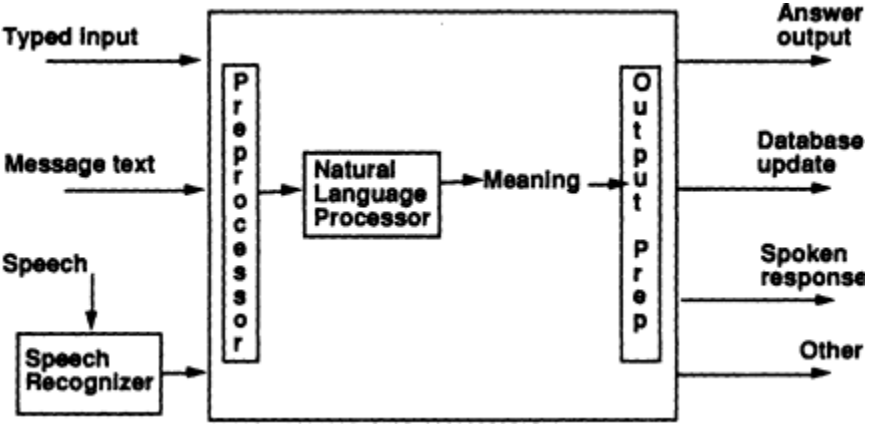 Typed input
Message text
Speech
Speech
Recognizer
Preprocessor
Natural
Language
Processor
Meaning
Output Prep
Answer
output
Database
update
Spoken
response
Other